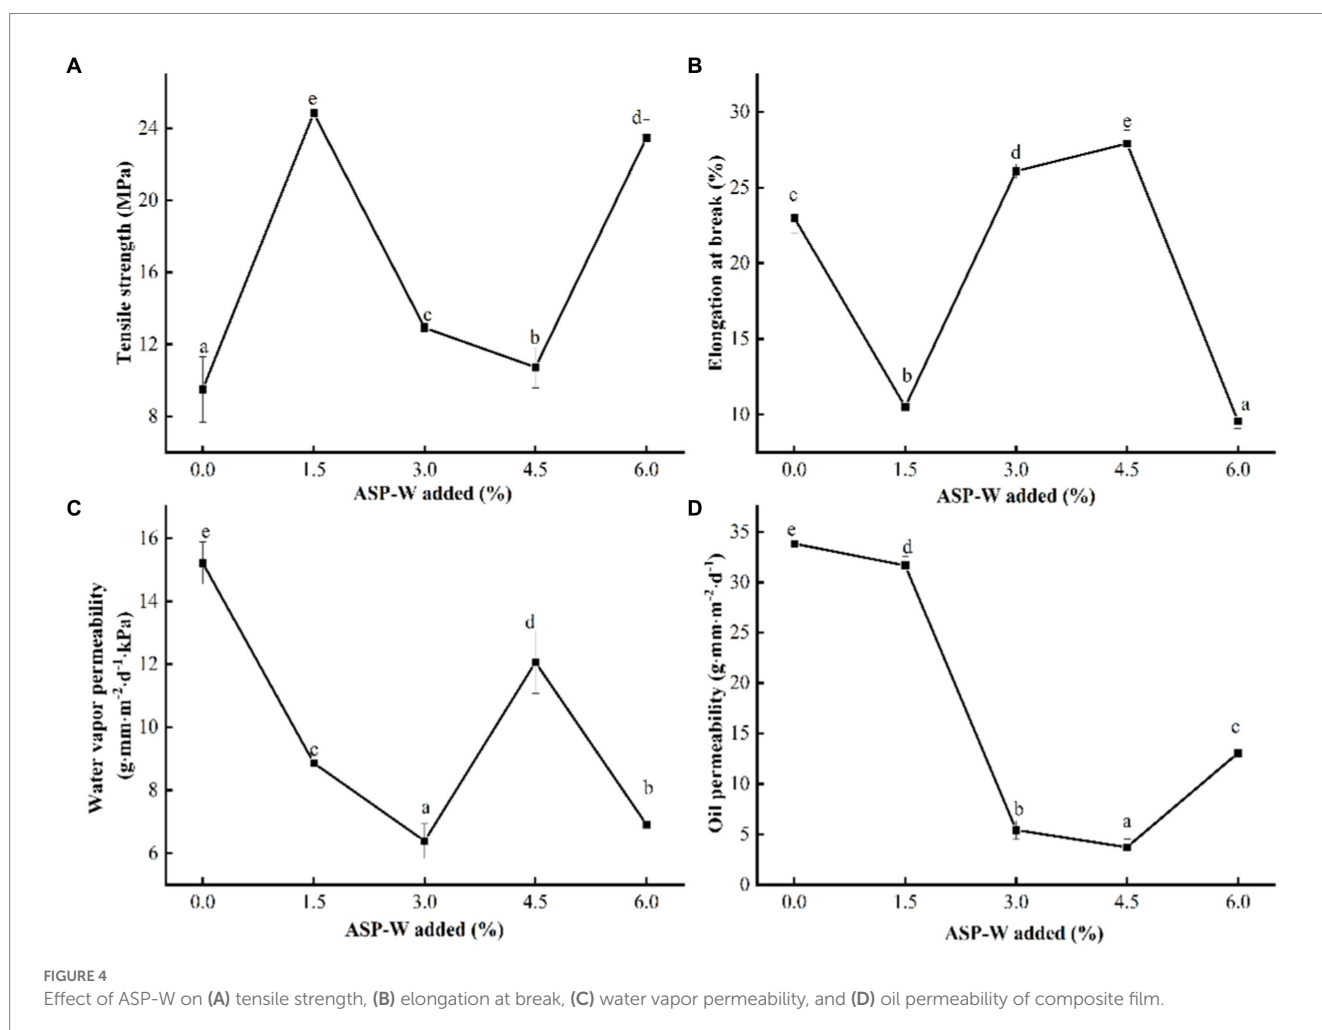 A
Tensile strength (MPa)
24
20
16
12
8
a
e
c
b
d-
0.0 1.5 3.0 4.5 6.0
ASP-W added (%)
B
Elongation at break (%)
30
25
20
15
10
c
b
d
e
a
0.0 1.5 3.0 4.5 6.0
ASP-W added (%)
C
Water vapor permeability
(g·mm·m⁻²·d⁻¹·kPa)
16
14
12
10
8
6
e
c
a
d
b
0.0 1.5 3.0 4.5 6.0
ASP-W added (%)
D
Oil permeability (g·mm·m⁻²·d⁻¹)
35
30
25
20
15
10
5
0
e
d
b
a
c
0.0 1.5 3.0 4.5 6.0
ASP-W added (%)
FIGURE 4
Effect of ASP-W on (A) tensile strength, (B) elongation at break, (C) water vapor permeability, and (D) oil permeability of composite film.